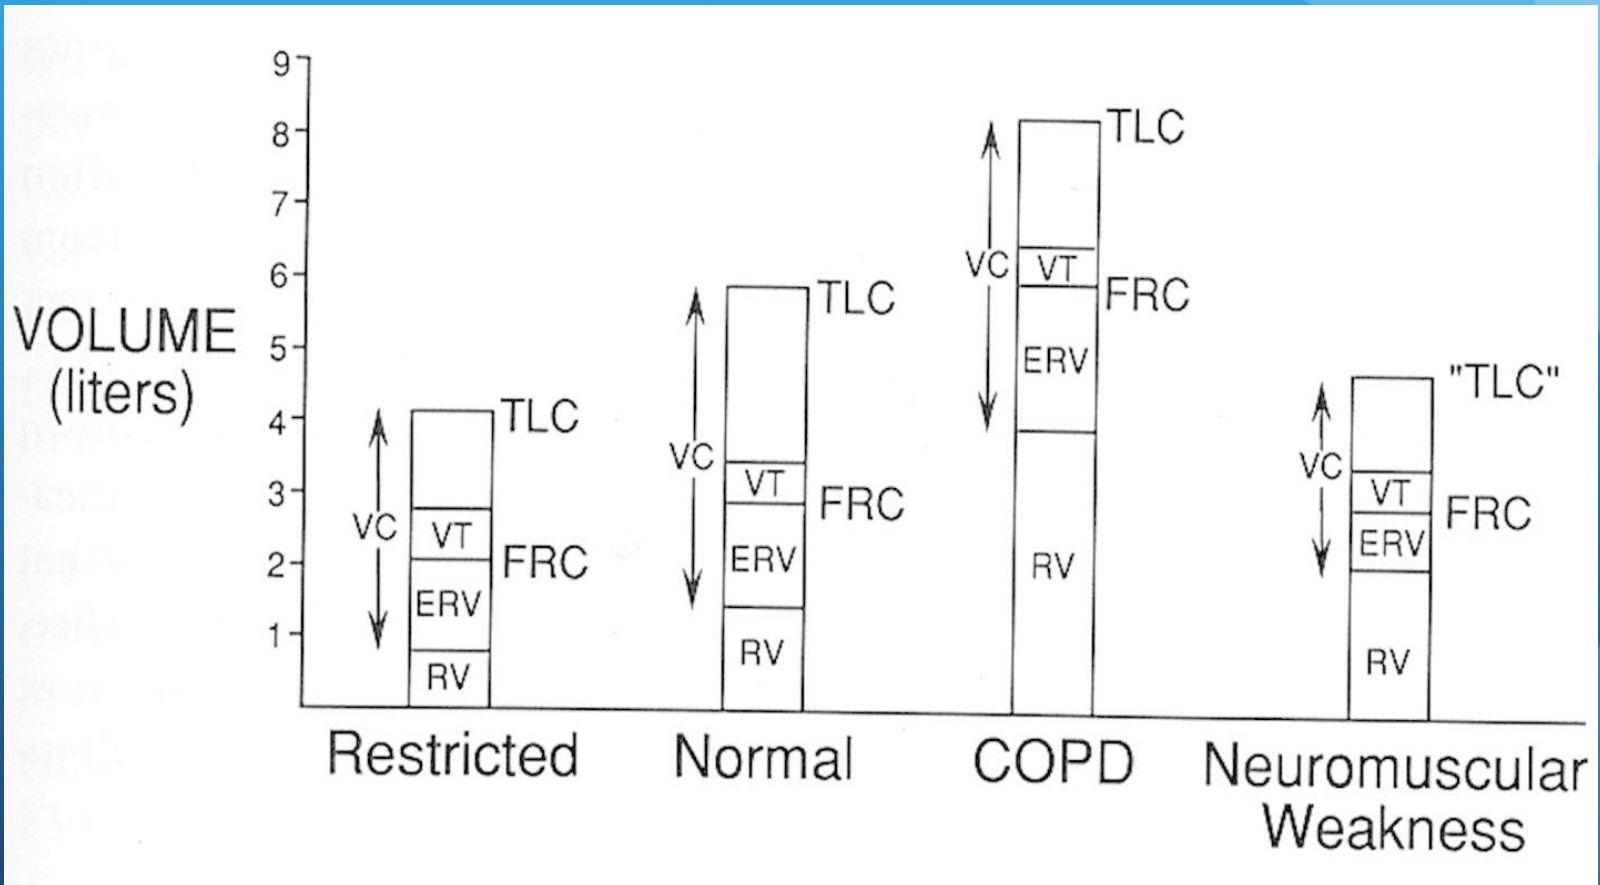 9
8
7
6
5
4
3
2
1
VOLUME
(liters)
TLC
VC
VT
FRC
ERV
RV
Restricted
TLC
VC
VT
FRC
ERV
RV
Normal
TLC
VC
VT
FRC
ERV
RV
COPD
"TLC"
VC
VT
FRC
ERV
RV
Neuromuscular
Weakness